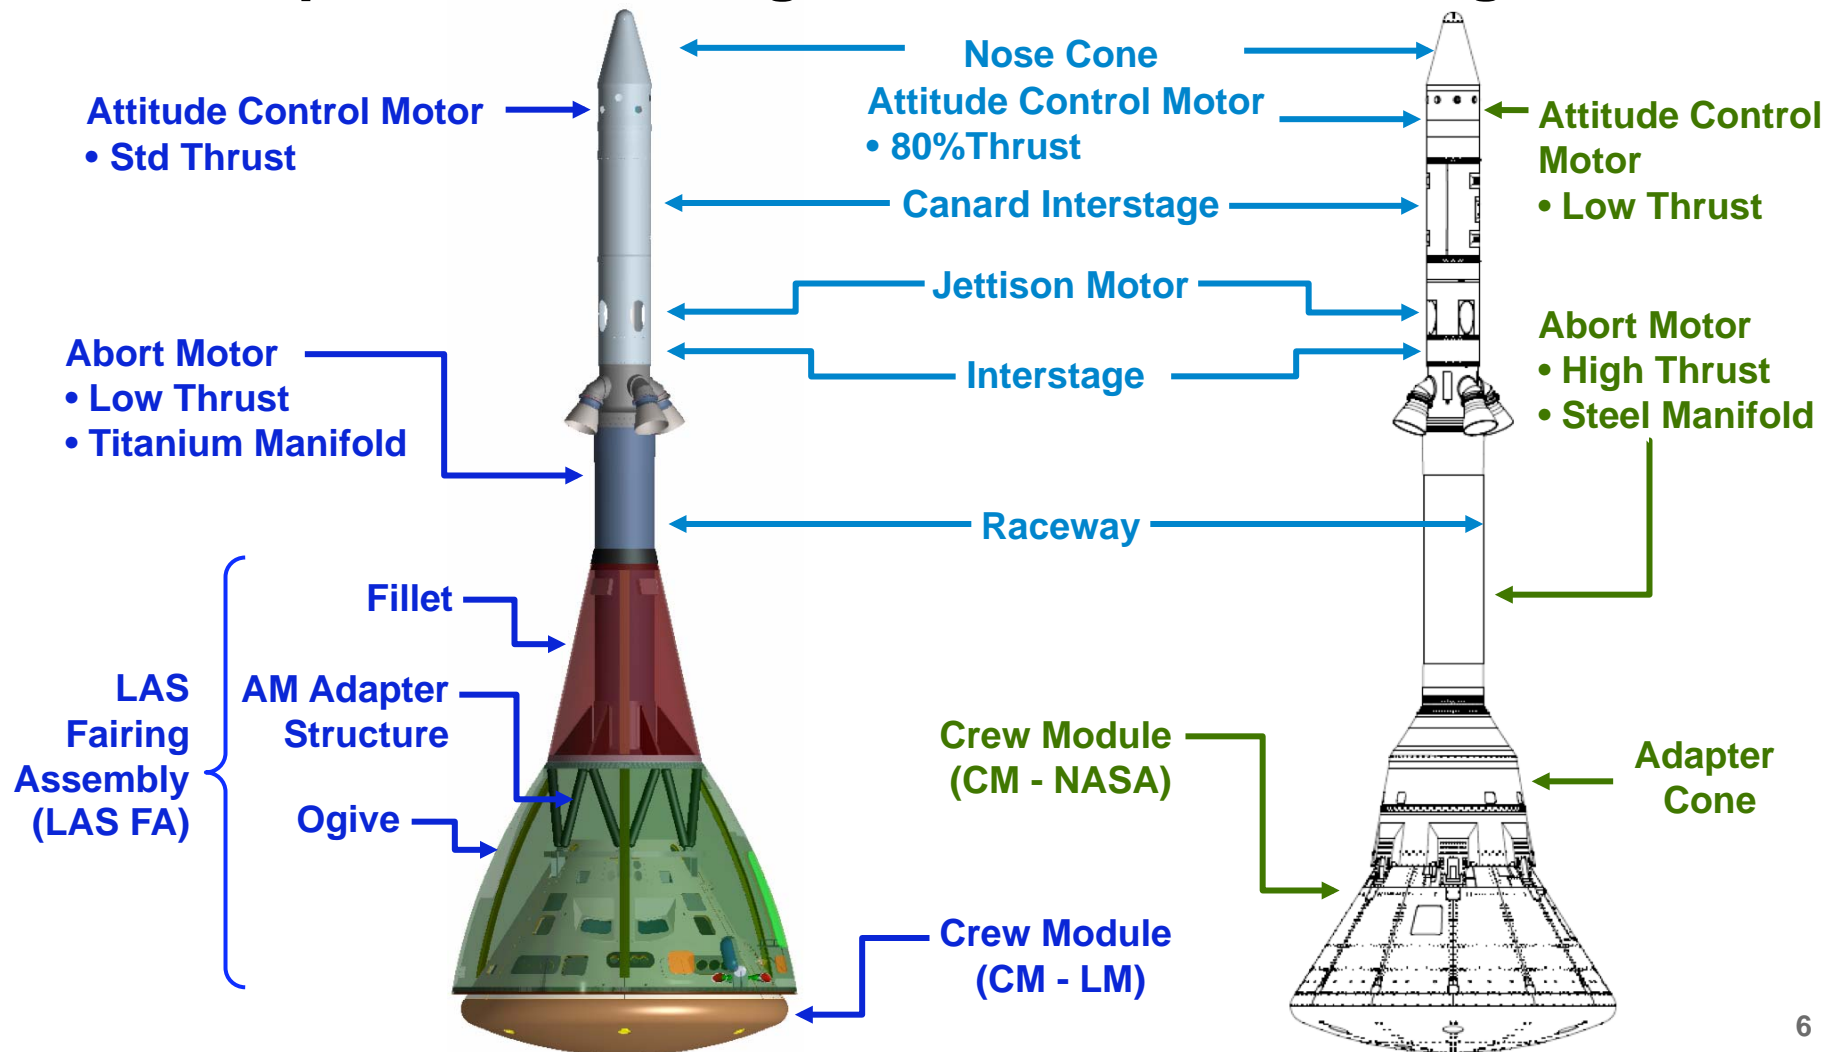 Nose Cone
Attitude Control Motor
• Std Thrust
Attitude Control Motor
• 80%Thrust
Attitude Control
Motor
• Low Thrust
Canard Interstage
Jettison Motor
Interstage
Abort Motor
• Low Thrust
• Titanium Manifold
Abort Motor
• High Thrust
• Steel Manifold
Raceway
Fillet
AM Adapter
Structure
Ogive
LAS
Fairing
Assembly
(LAS FA)
Crew Module
(CM - NASA)
Adapter
Cone
Crew Module
(CM - LM)
6